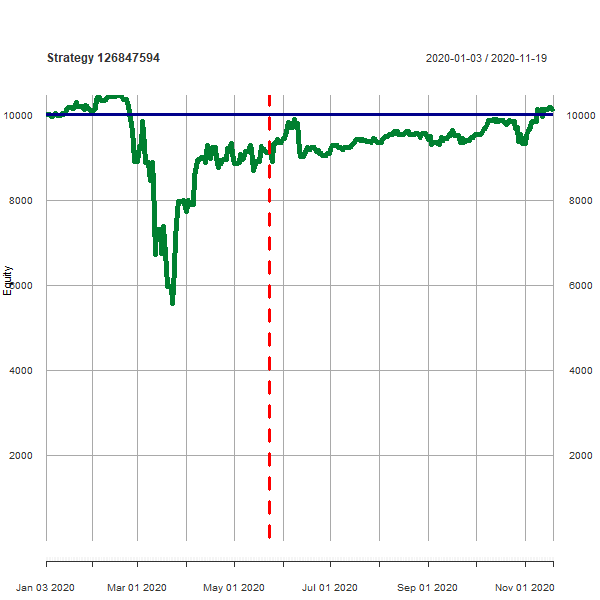 Strategy 126847594
2020-01-03 / 2020-11-19
10000
10000
8000
8000
Equity
6000
6000
4000
4000
2000
2000
Jan 03 2020
Mar 01 2020
May 01 2020
Jul 01 2020
Sep 01 2020
Nov 01 2020